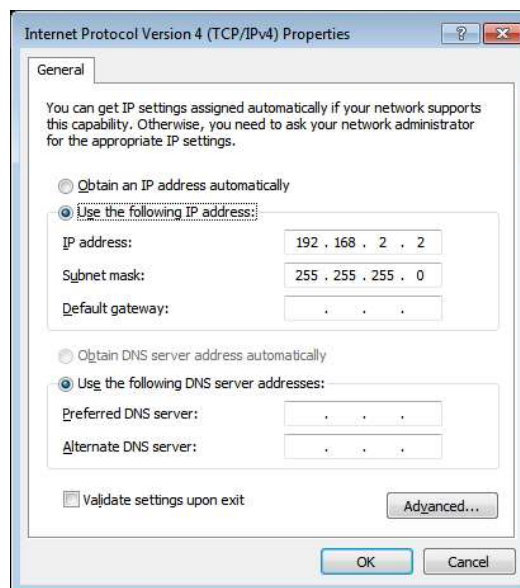 Internet Protocol Version 4 (TCP/IPv4) Properties
General
You can get IP settings assigned automatically if your network supports
this capability. Otherwise, you need to ask your network administrator
for the appropriate IP settings.
Obtain an IP address automatically
Use the following IP address:
IP address: 192 . 168 . 2 . 2
Subnet mask: 255 . 255 . 255 . 0
Default gateway: . . .
Obtain DNS server address automatically
Use the following DNS server addresses:
Preferred DNS server: . . .
Alternate DNS server: . . .
Validate settings upon exit
Advanced...
OK Cancel